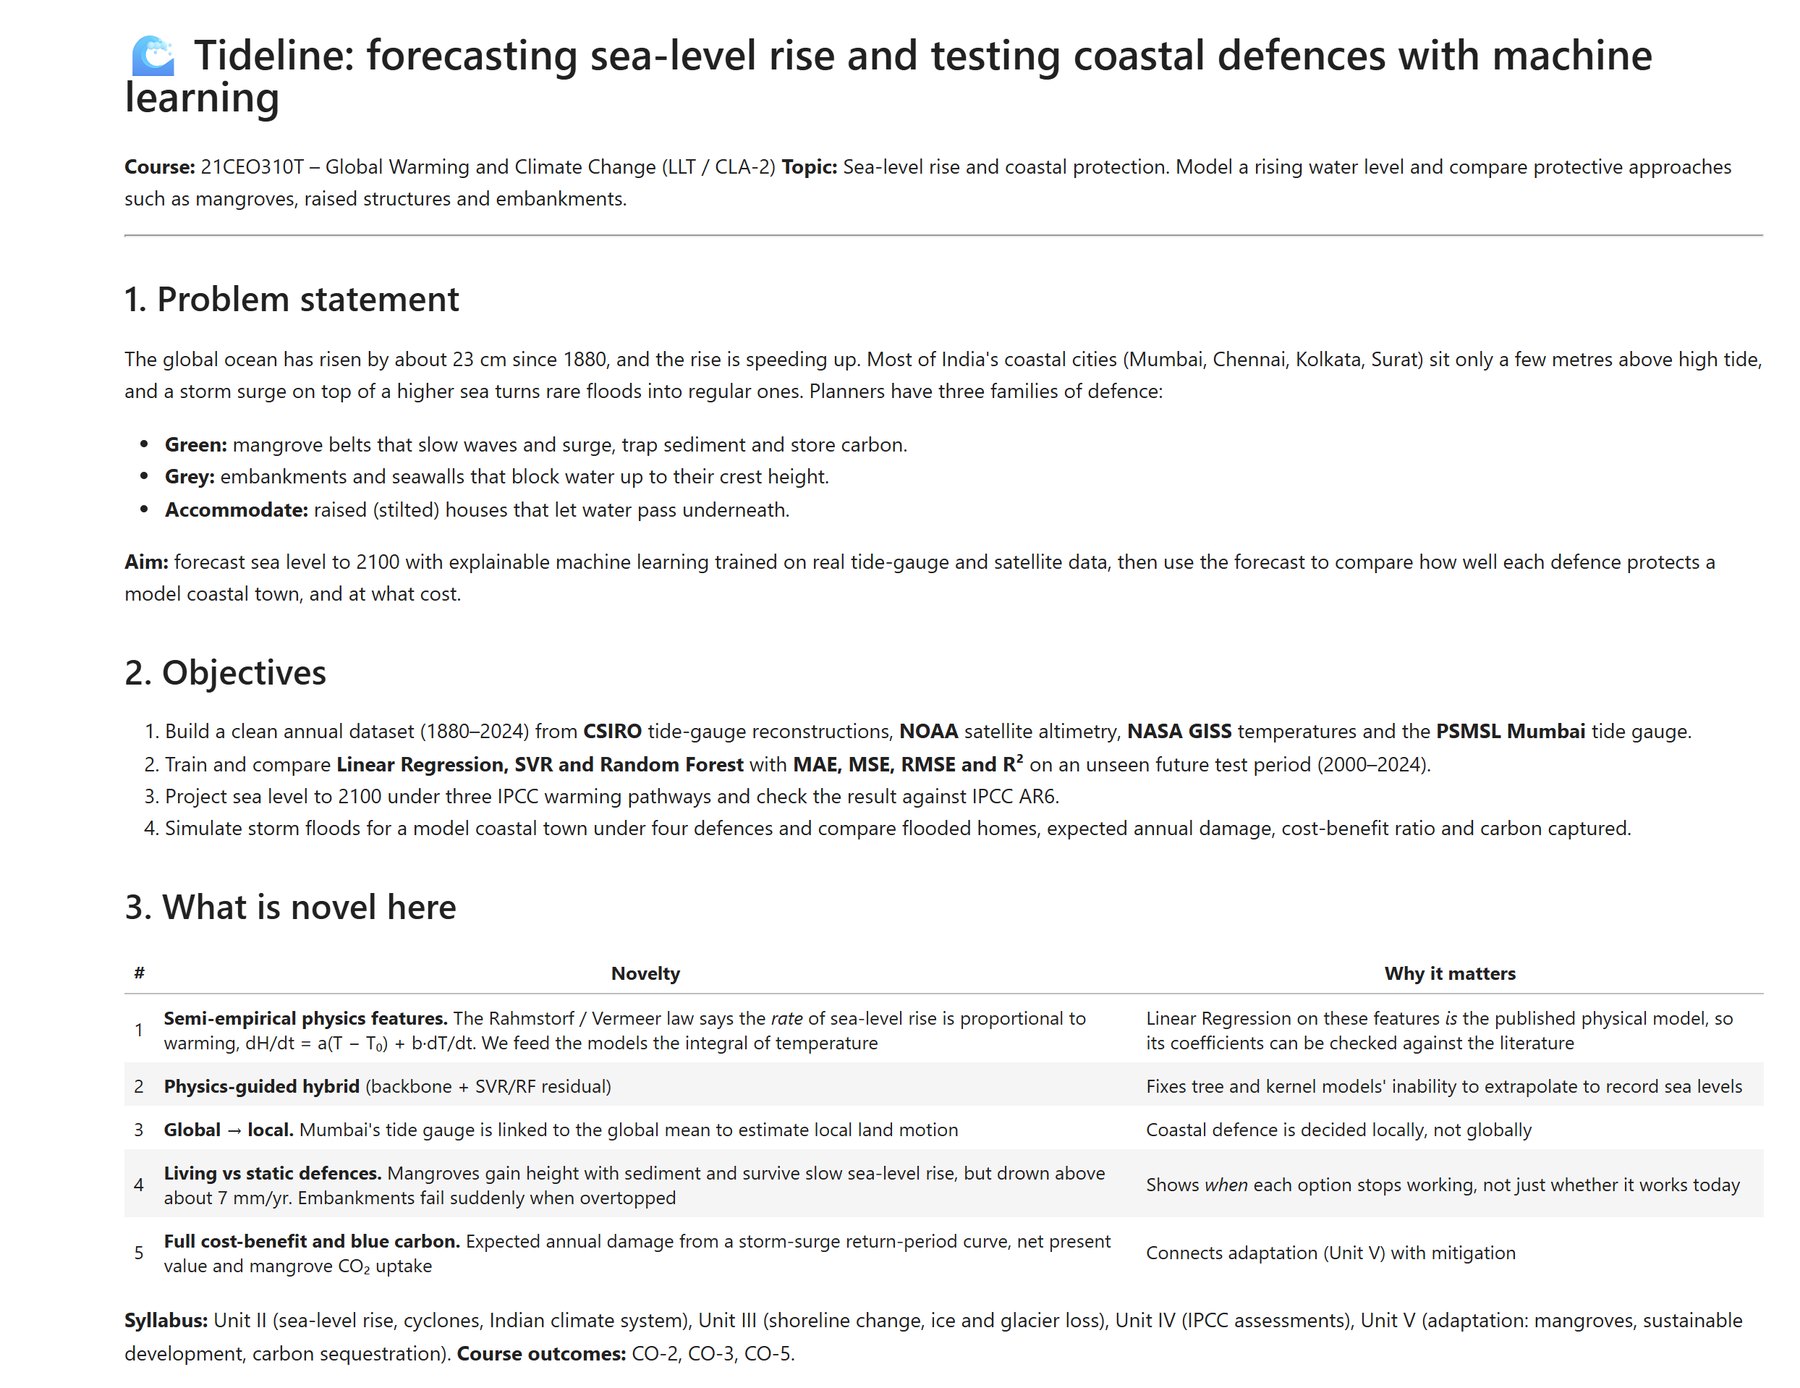 🌊 Tideline: forecasting sea-level rise and testing coastal defences with machine
learning
Course: 21CEO310T – Global Warming and Climate Change (LLT / CLA-2) Topic: Sea-level rise and coastal protection. Model a rising water level and compare protective approaches
such as mangroves, raised structures and embankments.
1. Problem statement
The global ocean has risen by about 23 cm since 1880, and the rise is speeding up. Most of India's coastal cities (Mumbai, Chennai, Kolkata, Surat) sit only a few metres above high tide,
and a storm surge on top of a higher sea turns rare floods into regular ones. Planners have three families of defence:
• Green: mangrove belts that slow waves and surge, trap sediment and store carbon.
• Grey: embankments and seawalls that block water up to their crest height.
• Accommodate: raised (stilted) houses that let water pass underneath.
Aim: forecast sea level to 2100 with explainable machine learning trained on real tide-gauge and satellite data, then use the forecast to compare how well each defence protects a
model coastal town, and at what cost.
2. Objectives
1. Build a clean annual dataset (1880–2024) from CSIRO tide-gauge reconstructions, NOAA satellite altimetry, NASA GISS temperatures and the PSMSL Mumbai tide gauge.
2. Train and compare Linear Regression, SVR and Random Forest with MAE, MSE, RMSE and R² on an unseen future test period (2000–2024).
3. Project sea level to 2100 under three IPCC warming pathways and check the result against IPCC AR6.
4. Simulate storm floods for a model coastal town under four defences and compare flooded homes, expected annual damage, cost-benefit ratio and carbon captured.
3. What is novel here
# Novelty Why it matters
1 Semi-empirical physics features. The Rahmstorf / Vermeer law says the rate of sea-level rise is proportional to
warming, dH/dt = a(T − T₀) + b·dT/dt. We feed the models the integral of temperature
Linear Regression on these features is the published physical model, so
its coefficients can be checked against the literature
2 Physics-guided hybrid (backbone + SVR/RF residual) Fixes tree and kernel models' inability to extrapolate to record sea levels
3 Global → local. Mumbai's tide gauge is linked to the global mean to estimate local land motion Coastal defence is decided locally, not globally
4 Living vs static defences. Mangroves gain height with sediment and survive slow sea-level rise, but drown above
about 7 mm/yr. Embankments fail suddenly when overtopped
Shows when each option stops working, not just whether it works today
5 Full cost-benefit and blue carbon. Expected annual damage from a storm-surge return-period curve, net present
value and mangrove CO₂ uptake
Connects adaptation (Unit V) with mitigation
Syllabus: Unit II (sea-level rise, cyclones, Indian climate system), Unit III (shoreline change, ice and glacier loss), Unit IV (IPCC assessments), Unit V (adaptation: mangroves, sustainable
development, carbon sequestration). Course outcomes: CO-2, CO-3, CO-5.